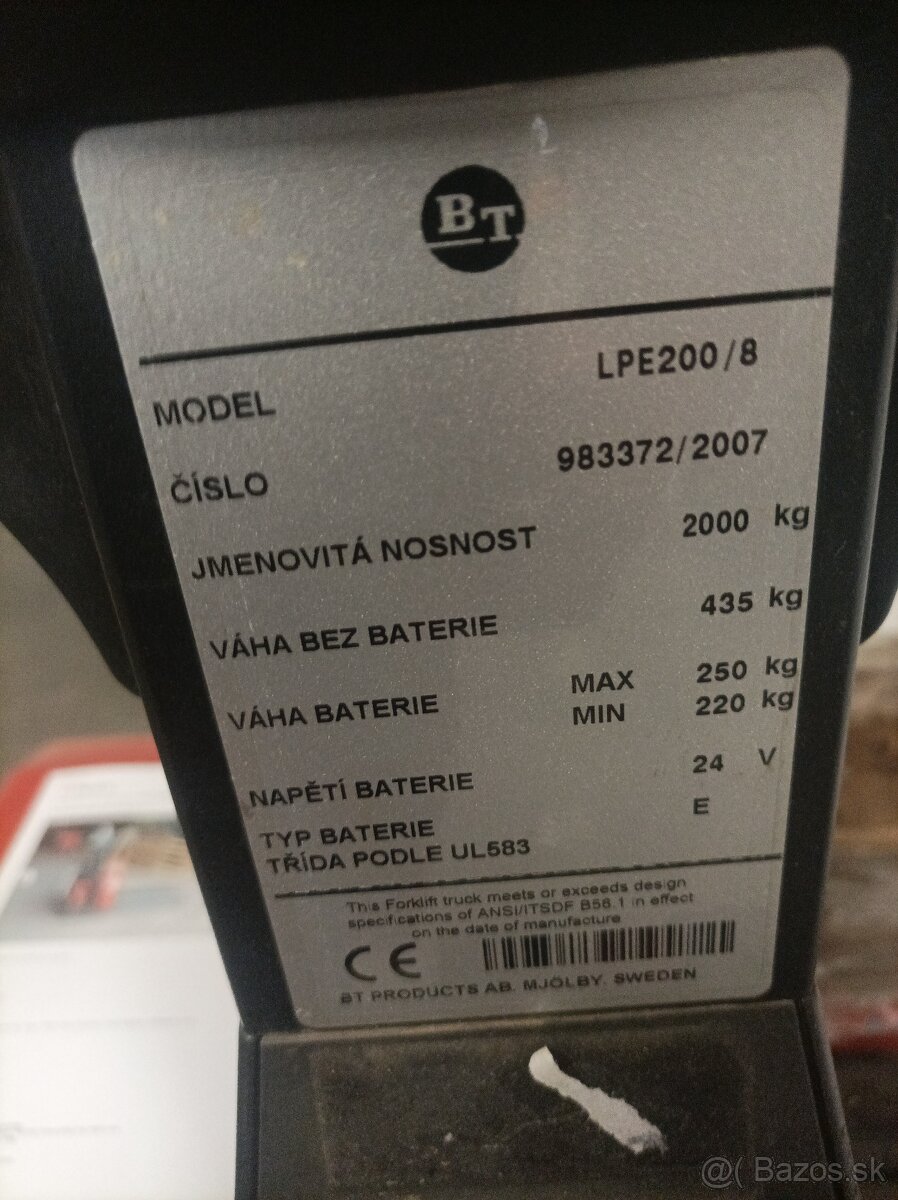 BT
MODEL LPE200/8
ČÍSLO 983372/2007
JMENOVITÁ NOSNOST 2000 kg
VÁHA BEZ BATERIE 435 kg
VÁHA BATERIE MAX 250 kg
MIN 220 kg
NAPĚTÍ BATERIE 24 V
TYP BATERIE E
TŘÍDA PODLE UL583
This Forklift truck meets or exceeds design
specifications of ANSI/ITSDF B56.1 in effect
on the date of manufacture
CE
BT PRODUCTS AB. MJÖLBY. SWEDEN
@( Bazos.sk